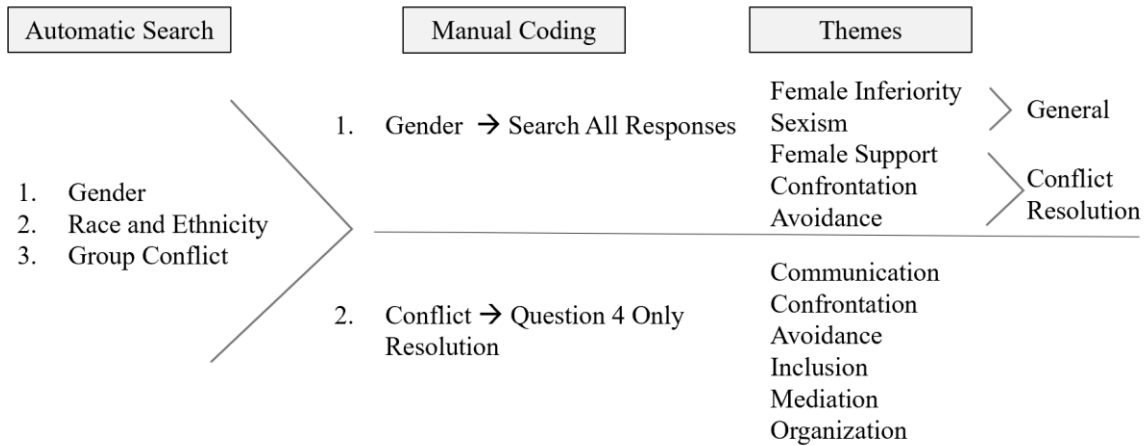 Automatic Search
Manual Coding
Themes
1. Gender
2. Race and Ethnicity
3. Group Conflict
1. Gender → Search All Responses
Female Inferiority
Sexism
Female Support
Confrontation
Avoidance
General
Conflict
Resolution
2. Conflict → Question 4 Only
Resolution
Communication
Confrontation
Avoidance
Inclusion
Mediation
Organization